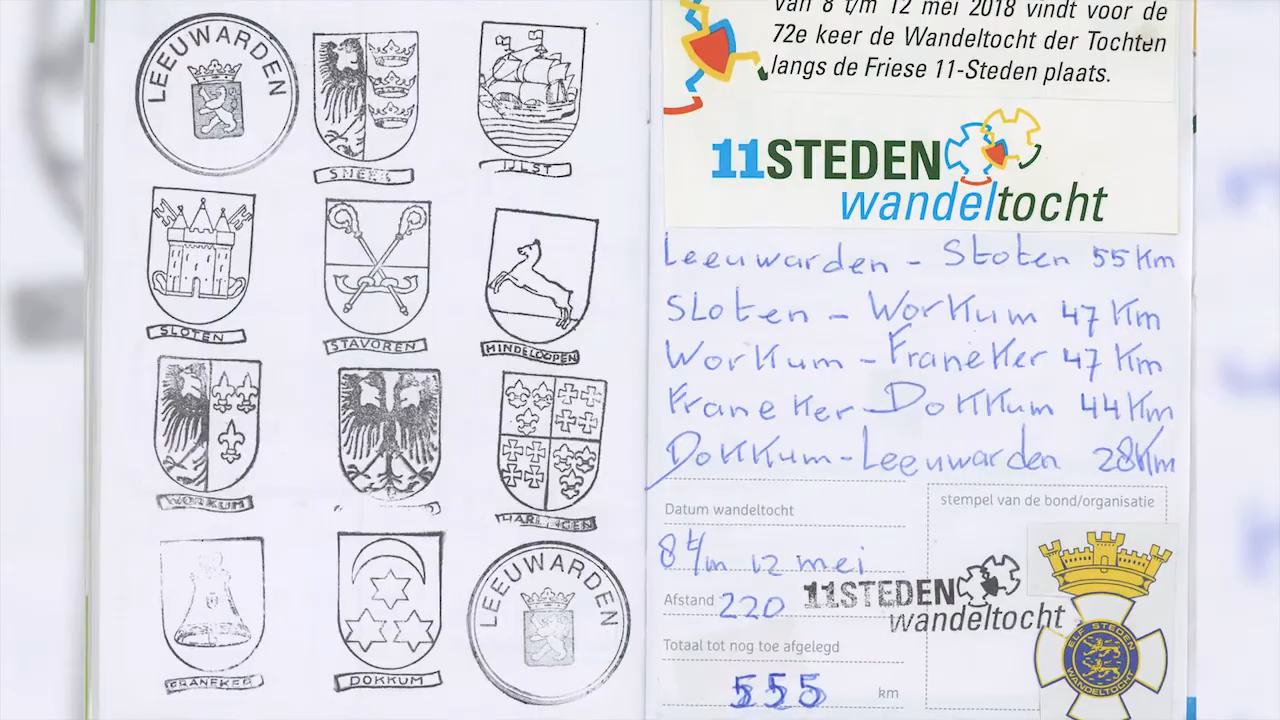 LEEUWARDEN
SNEEK
IJLST
SLOTEN
STAVOREN
HINDELOOPEN
WORKUM
HARLINGEN
FRANEKER
DOKKUM
LEEUWARDEN
van 8 t/m 12 mei 2018 vindt voor de
72e keer de Wandeltocht der Tochten
langs de Friese 11-Steden plaats.
11STEDEN
wandeltocht
Leeuwarden - Sloten 55 Km
Sloten - Workum 47 Km
Workum - Franeker 47 Km
Franeker - Dokkum 44 Km
Dokkum - Leeuwarden 28 Km
Datum wandeltocht
8 t/m 12 mei
Afstand 220
Totaal tot nog toe afgelegd
555 km
stempel van de bond/organisatie
11STEDEN
wandeltocht
ELF STEDEN
WANDELTOCHT